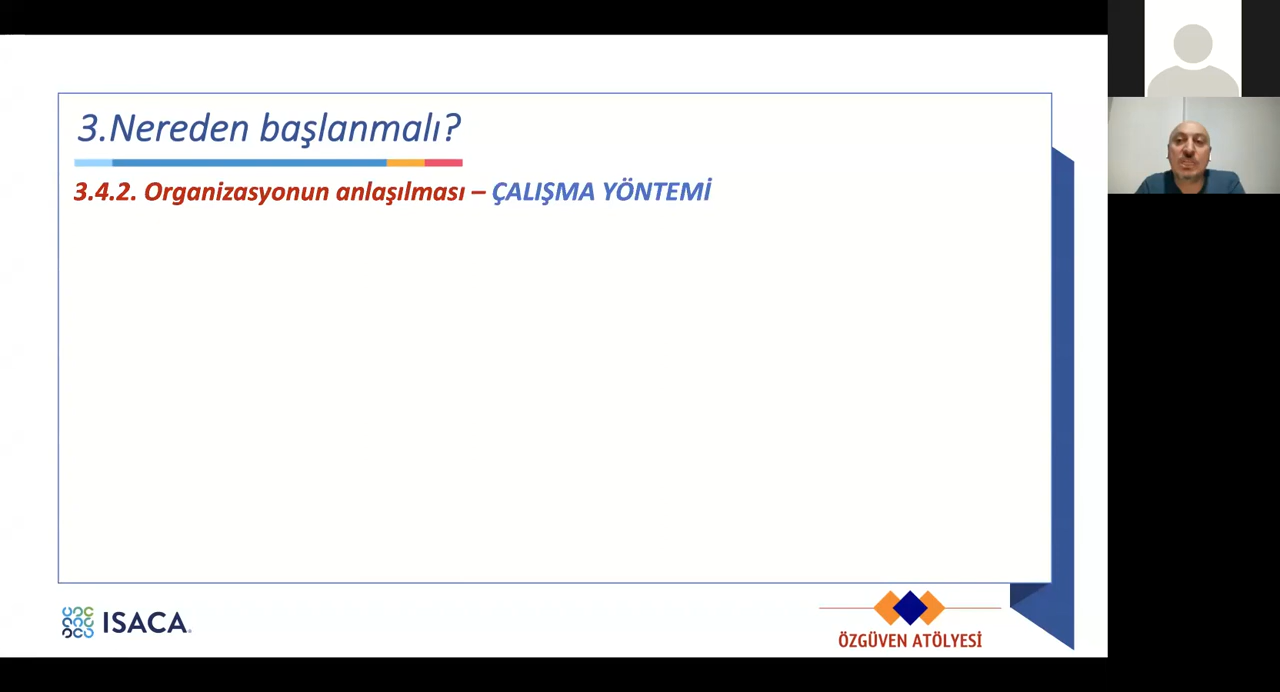 3.Nereden başlanmalı?
3.4.2. Organizasyonun anlaşılması – ÇALIŞMA YÖNTEMİ
ISACA.
ÖZGÜVEN ATÖLYESİ